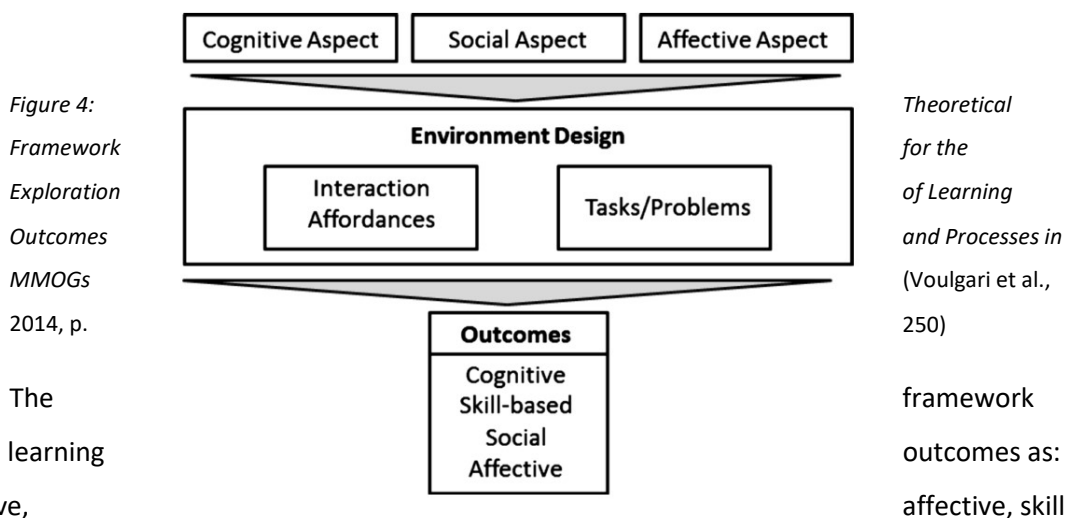 Cognitive Aspect Social Aspect Affective Aspect
Figure 4: Theoretical
Framework for the
Environment Design
Exploration of Learning
Interaction
Affordances
Tasks/Problems
Outcomes and Processes in
MMOGs (Voulgari et al.,
2014, p. 250)
Outcomes
Cognitive
Skill-based
Social
Affective
The framework
learning outcomes as:
ve, affective, skill